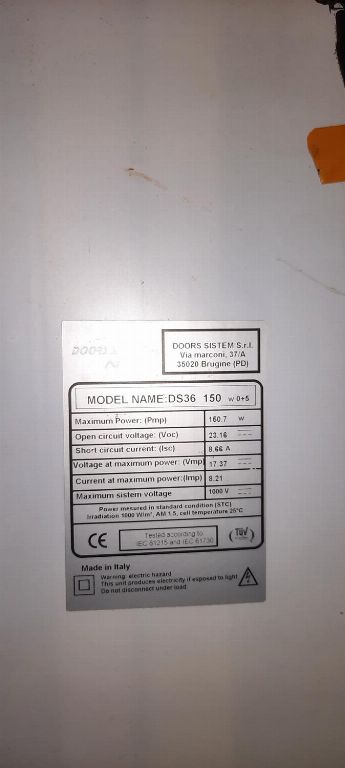 DOORS SISTEM S.r.l.
Via marconi, 37/A
35020 Brugine (PD)
MODEL NAME:DS36 150 w 0+5
Maximum Power: (Pmp) 150.7 w
Open circuit voltage: (Voc) 23.16
Short circuit current: (Isc) 8.66 A
Voltage at maximum power: (Vmp) 17.37
Current at maximum power:(Imp) 8.21
Maximum sistem voltage 1000 V
Power mesured in standard condition (STC)
Irradiation 1000 W/m², AM 1,5, cell temperature 25°C
CE
Tested according to
IEC 61215 and IEC 61730
TÜV
Made in Italy
Warning: electric hazard
This unit produces electricity if exposed to light
Do not disconnect under load